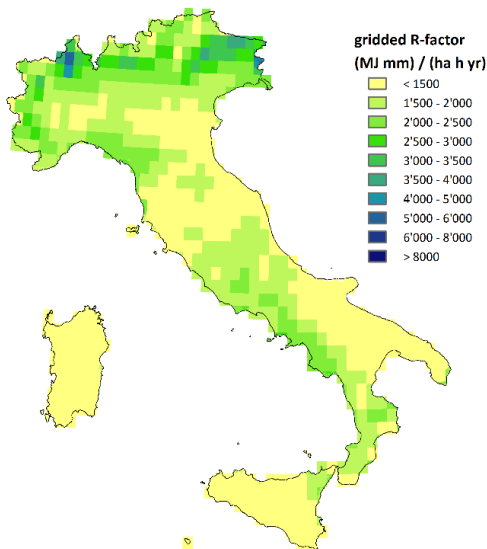 gridded R-factor
(MJ mm) / (ha h yr)
< 1500
1'500 - 2'000
2'000 - 2'500
2'500 - 3'000
3'000 - 3'500
3'500 - 4'000
4'000 - 5'000
5'000 - 6'000
6'000 - 8'000
> 8000